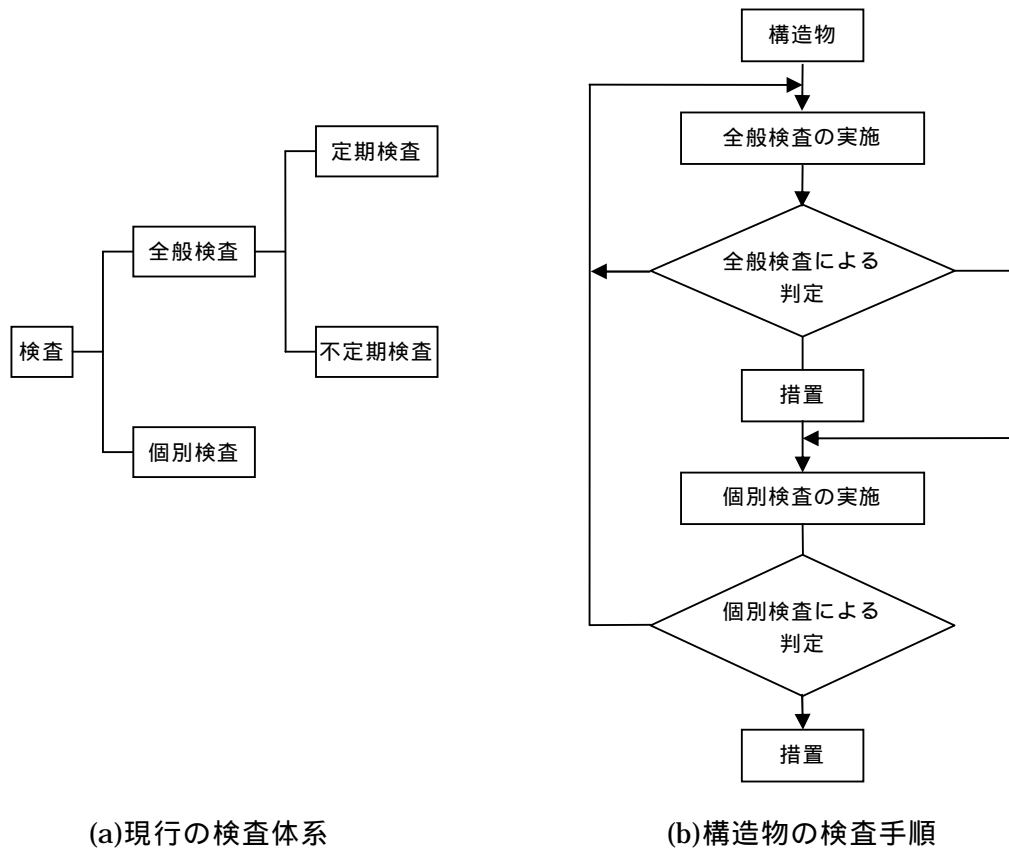 検査
全般検査
個別検査
定期検査
不定期検査
(a)現行の検査体系
構造物
全般検査の実施
全般検査による
判定
措置
個別検査の実施
個別検査による
判定
措置
(b)構造物の検査手順